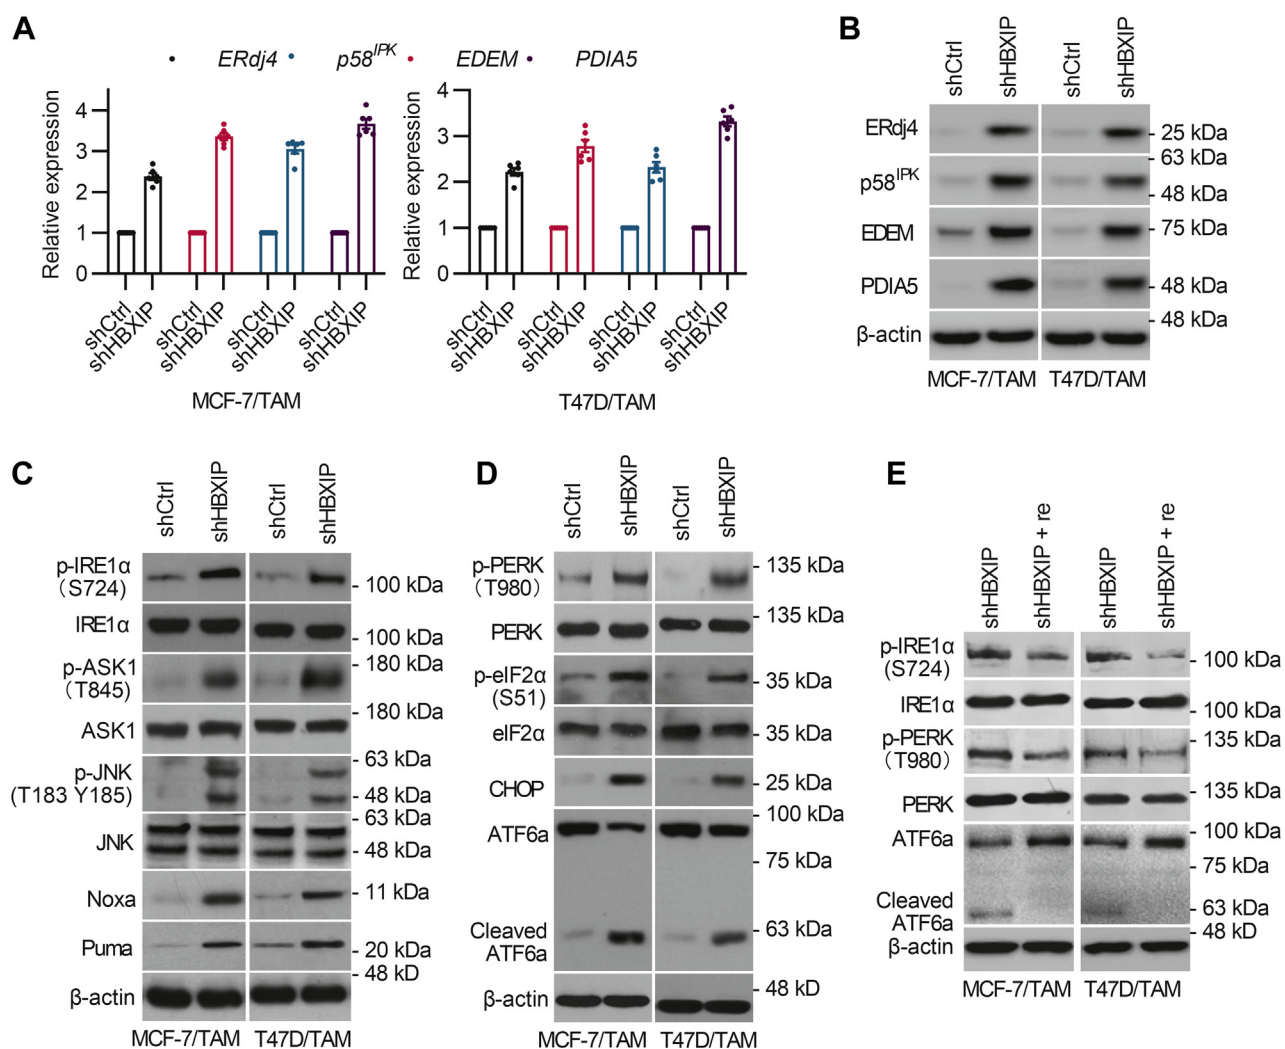 A
ERdj4 p58^IPK EDEM PDIA5
Relative expression
4
3
2
1
0
shCtrl shHBXIP shCtrl shHBXIP shCtrl shHBXIP shCtrl shHBXIP
MCF-7/TAM
Relative expression
4
3
2
1
0
shCtrl shHBXIP shCtrl shHBXIP shCtrl shHBXIP shCtrl shHBXIP
T47D/TAM
B
shCtrl shHBXIP shCtrl shHBXIP
ERdj4 25 kDa
63 kDa
p58^IPK 48 kDa
EDEM 75 kDa
PDIA5 48 kDa
48 kDa
β-actin
MCF-7/TAM T47D/TAM
C
shCtrl shHBXIP shCtrl shHBXIP
p-IRE1α
(S724) 100 kDa
IRE1α 100 kDa
p-ASK1 180 kDa
(T845)
180 kDa
ASK1
p-JNK 63 kDa
(T183 Y185) 48 kDa
63 kDa
JNK 48 kDa
Noxa 11 kDa
Puma 20 kDa
48 kD
β-actin
MCF-7/TAM T47D/TAM
D
shCtrl shHBXIP shCtrl shHBXIP
p-PERK 135 kDa
(T980)
135 kDa
PERK
p-eIF2α 35 kDa
(S51)
eIF2α 35 kDa
CHOP 25 kDa
100 kDa
ATF6a
75 kDa
Cleaved 63 kDa
ATF6a
48 kD
β-actin
MCF-7/TAM T47D/TAM
E
shHBXIP shHBXIP + re shHBXIP shHBXIP + re
p-IRE1α
(S724) 100 kDa
IRE1α 100 kDa
p-PERK 135 kDa
(T980)
135 kDa
PERK
ATF6a 100 kDa
75 kDa
Cleaved 63 kDa
ATF6a
48 kD
β-actin
MCF-7/TAM T47D/TAM